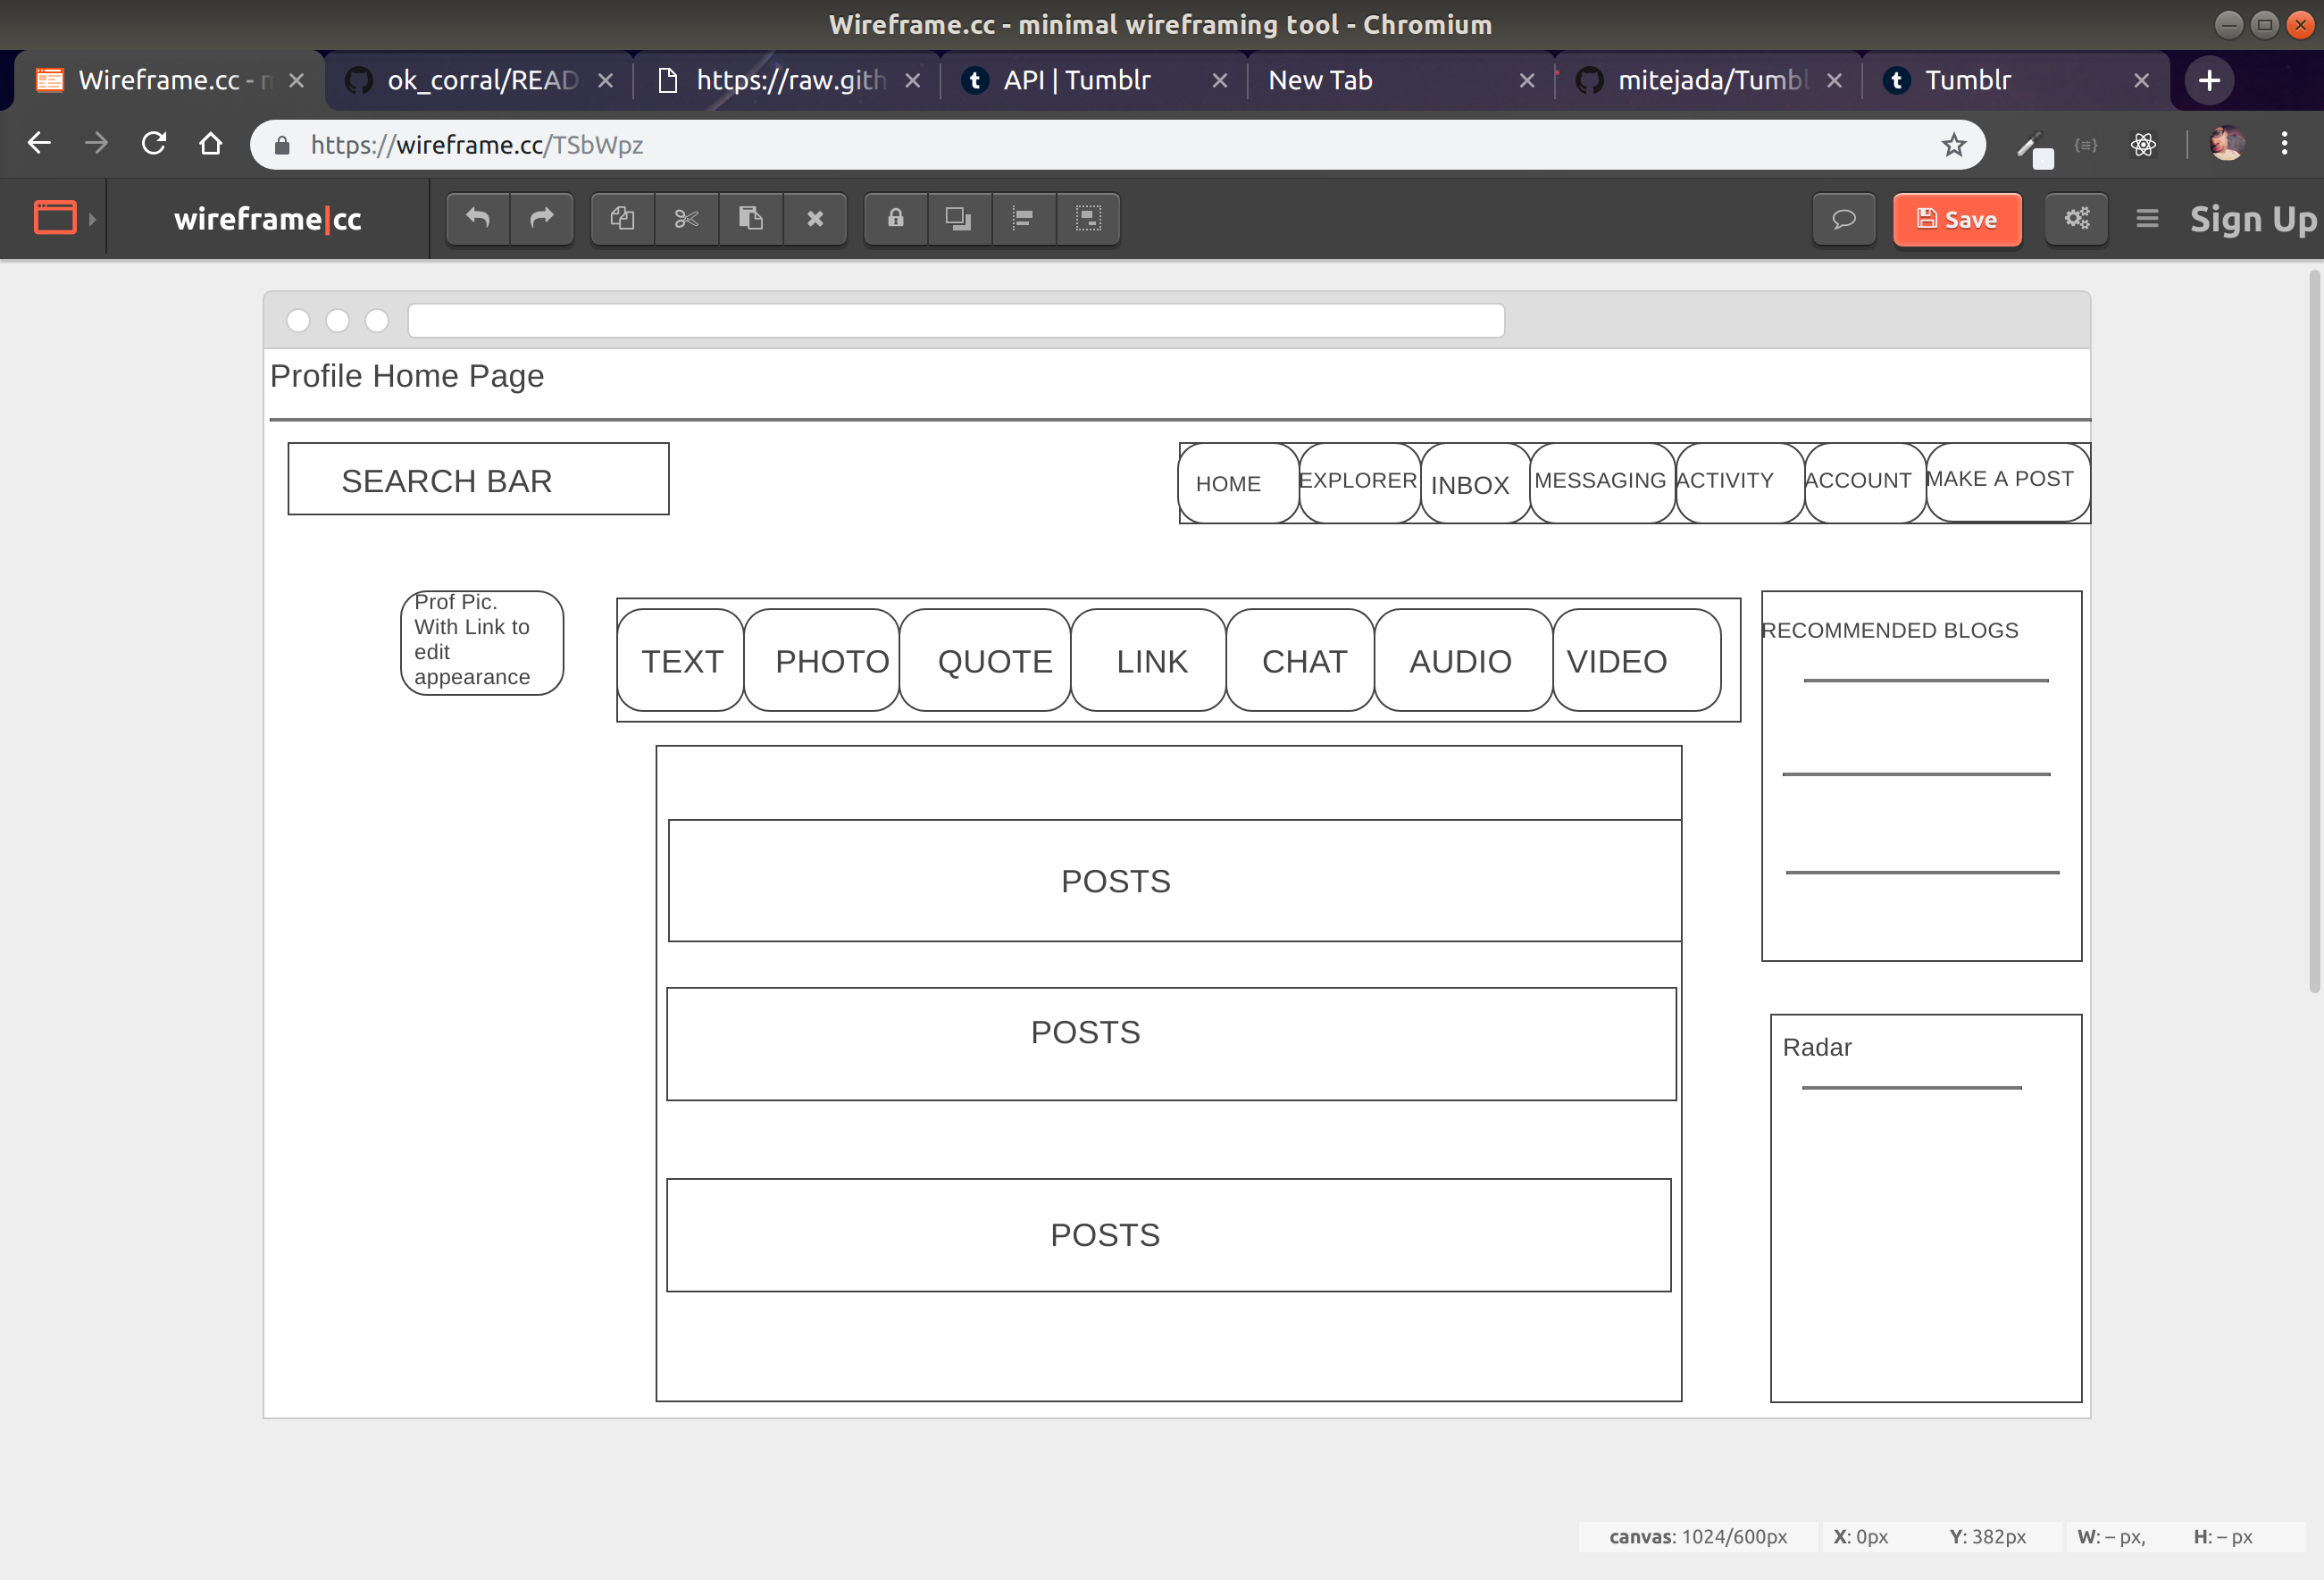 Wireframe.cc - minimal wireframing tool - Chromium
Wireframe.cc - m
ok_corral/READ
https://raw.gith
API | Tumblr
New Tab
mitejada/Tumbl
Tumblr
https://wireframe.cc/TSbWpz
wireframe|cc
Save
Sign Up
Profile Home Page
SEARCH BAR
HOME
EXPLORER
INBOX
MESSAGING
ACTIVITY
ACCOUNT
MAKE A POST
Prof Pic.
With Link to
edit
appearance
TEXT
PHOTO
QUOTE
LINK
CHAT
AUDIO
VIDEO
RECOMMENDED BLOGS
POSTS
POSTS
Radar
POSTS
canvas: 1024/600px
X: 0px
Y: 382px
W: – px,
H: – px